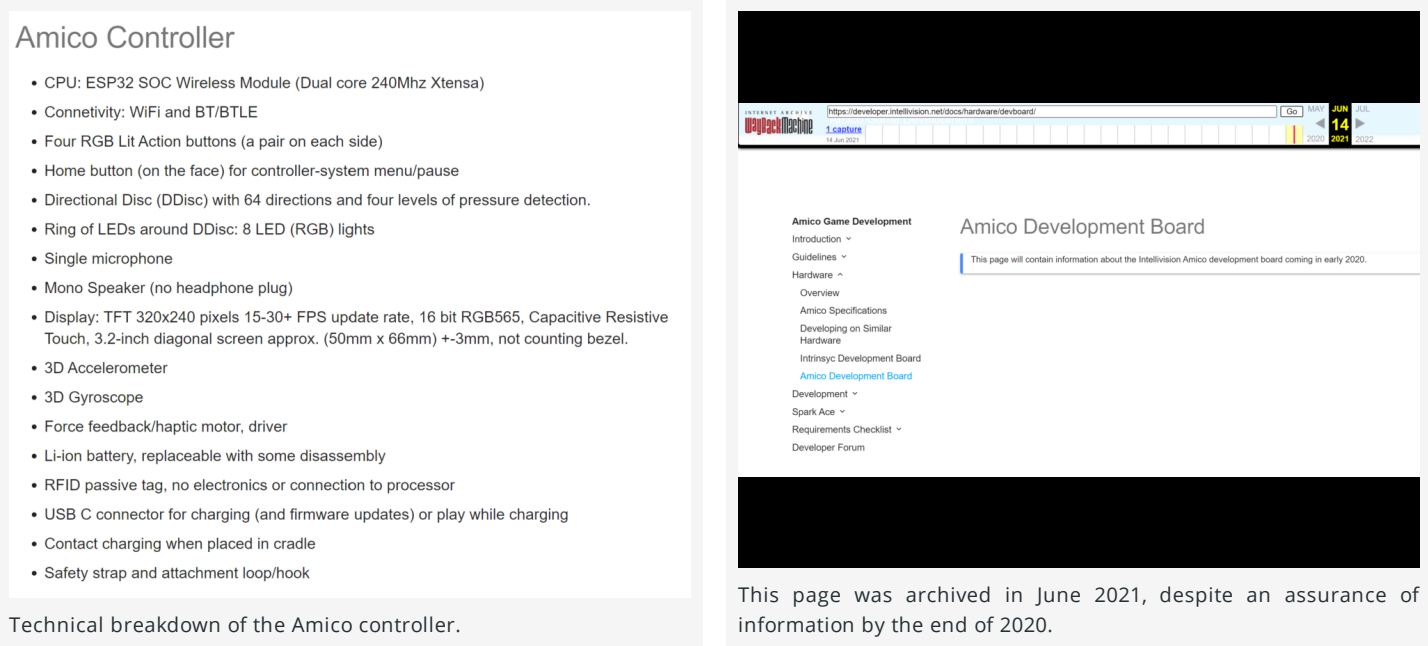 Amico Controller
• CPU: ESP32 SOC Wireless Module (Dual core 240Mhz Xtensa)
• Connetivity: WiFi and BT/BTLE
• Four RGB Lit Action buttons (a pair on each side)
• Home button (on the face) for controller-system menu/pause
• Directional Disc (DDisc) with 64 directions and four levels of pressure detection.
• Ring of LEDs around DDisc: 8 LED (RGB) lights
• Single microphone
• Mono Speaker (no headphone plug)
• Display: TFT 320x240 pixels 15-30+ FPS update rate, 16 bit RGB565, Capacitive Resistive
Touch, 3.2-inch diagonal screen approx. (50mm x 66mm) +-3mm, not counting bezel.
• 3D Accelerometer
• 3D Gyroscope
• Force feedback/haptic motor, driver
• Li-ion battery, replaceable with some disassembly
• RFID passive tag, no electronics or connection to processor
• USB C connector for charging (and firmware updates) or play while charging
• Contact charging when placed in cradle
• Safety strap and attachment loop/hook
Technical breakdown of the Amico controller.
INTERNET ARCHIVE
WayBackMachine
https://developer.intellivision.net/docs/hardware/devboard/
Go
MAY JUN JUL
1 capture
14
14 Jun 2021
2020 2021 2022
Amico Game Development
Introduction
Guidelines
Hardware
Overview
Amico Specifications
Developing on Similar
Hardware
Intrinsyc Development Board
Amico Development Board
Development
Spark Ace
Requirements Checklist
Developer Forum
Amico Development Board
This page will contain information about the Intellivision Amico development board coming in early 2020.
This page was archived in June 2021, despite an assurance of
information by the end of 2020.